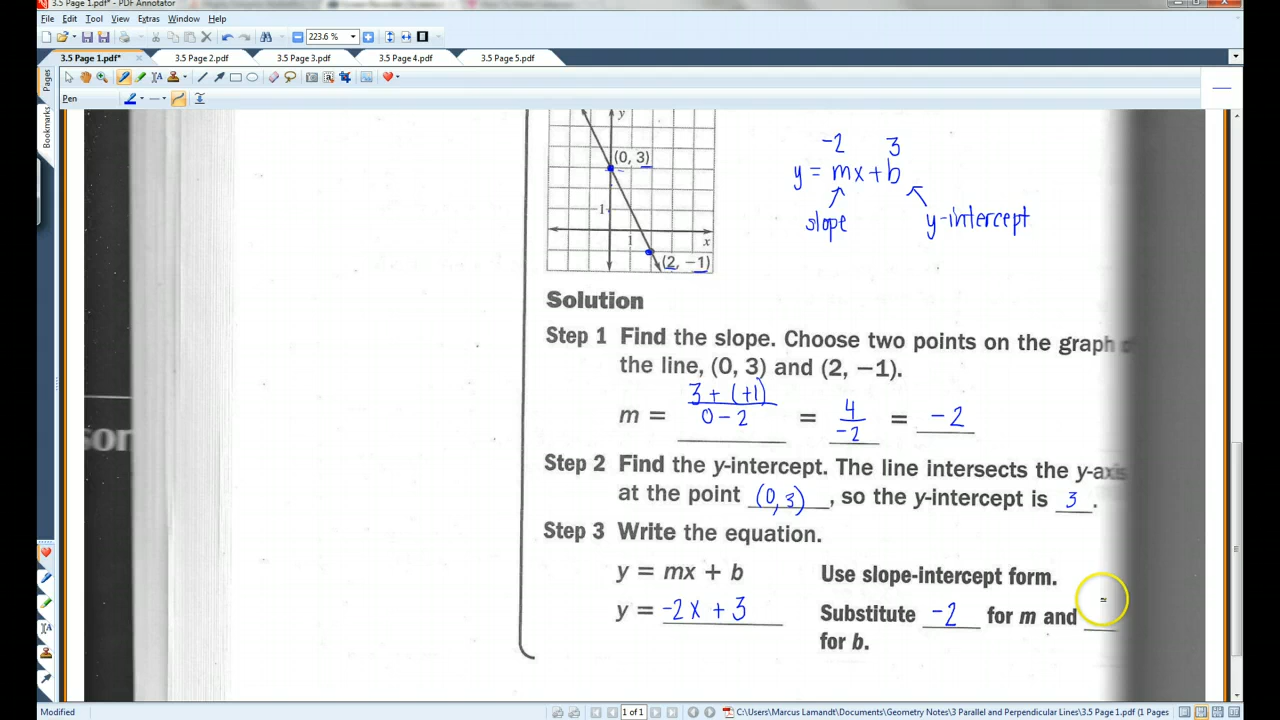 3.5 Page 1.pdf* - PDF Annotator
File Edit Tool View Extras Window Help
223.6 %
3.5 Page 1.pdf* 3.5 Page 2.pdf 3.5 Page 3.pdf 3.5 Page 4.pdf 3.5 Page 5.pdf
Pen
Pages
Bookmarks
y
(0, 3)
1
1
x
(2, −1)
-2 3
y = mx + b
slope y-intercept
Solution
Step 1 Find the slope. Choose two points on the graph
the line, (0, 3) and (2, −1).
3 + (+1)
m = 0 - 2 = 4 / -2 = -2
Step 2 Find the y-intercept. The line intersects the y-axis
at the point (0,3), so the y-intercept is 3.
Step 3 Write the equation.
y = mx + b Use slope-intercept form.
y = -2x + 3 Substitute -2 for m and ___
for b.
Modified 1 of 1 C:\Users\Marcus Lamandt\Documents\Geometry Notes\3 Parallel and Perpendicular Lines\3.5 Page 1.pdf (1 Pages